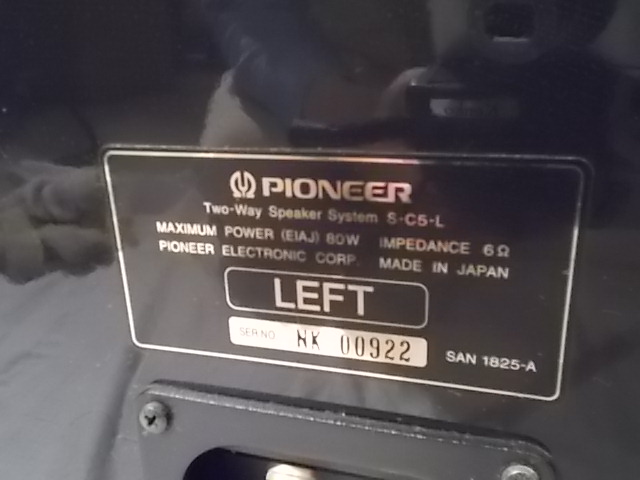 PIONEER
Two-Way Speaker System S-C5-L
MAXIMUM POWER (EIAJ) 80W IMPEDANCE 6Ω
PIONEER ELECTRONIC CORP. MADE IN JAPAN
LEFT
SER.NO. NK 00922
SAN 1825-A